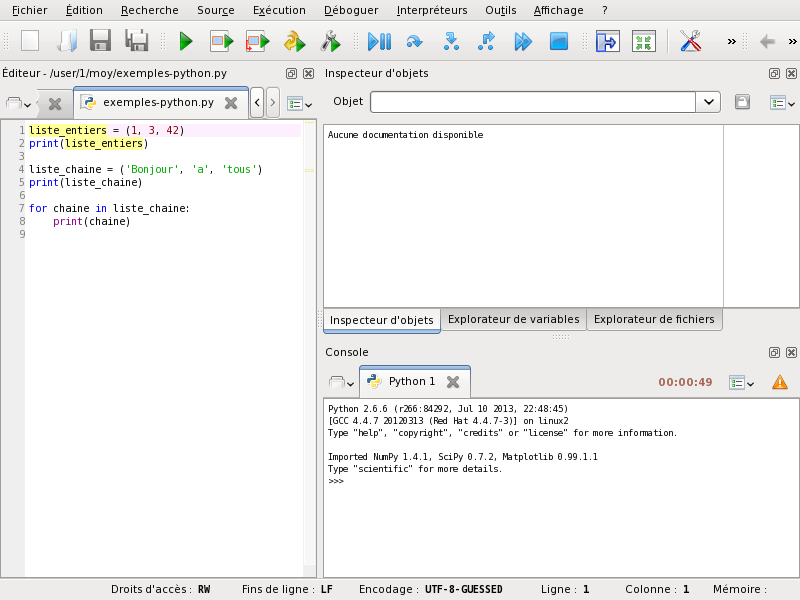 Fichier Édition Recherche Source Exécution Déboguer Interpréteurs Outils Affichage ?
Éditeur - /user/1/moy/exemples-python.py
exemples-python.py
1 liste_entiers = (1, 3, 42)
2 print(liste_entiers)
3
4 liste_chaine = ('Bonjour', 'a', 'tous')
5 print(liste_chaine)
6
7 for chaine in liste_chaine:
8     print(chaine)
9
Inspecteur d'objets
Objet
Aucune documentation disponible
Inspecteur d'objets Explorateur de variables Explorateur de fichiers
Console
Python 1 00:00:49
Python 2.6.6 (r266:84292, Jul 10 2013, 22:48:45)
[GCC 4.4.7 20120313 (Red Hat 4.4.7-3)] on linux2
Type "help", "copyright", "credits" or "license" for more information.
Imported NumPy 1.4.1, SciPy 0.7.2, Matplotlib 0.99.1.1
Type "scientific" for more details.
>>>
Droits d'accès : RW Fins de ligne : LF Encodage : UTF-8-GUESSED Ligne : 1 Colonne : 1 Mémoire :